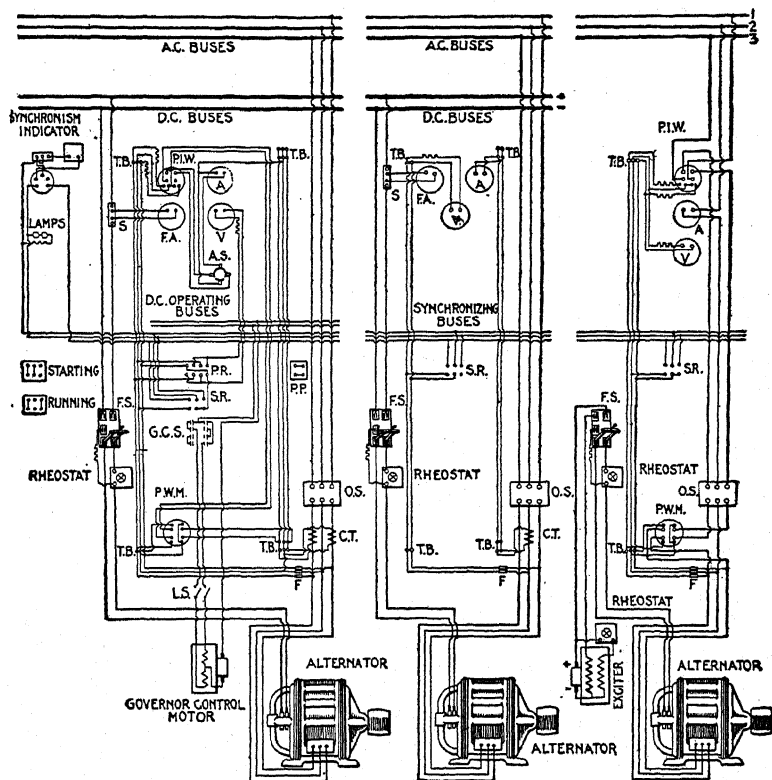 1
2
3
A.C. BUSES
A.C. BUSES
D.C. BUSES
D.C. BUSES
SYNCHRONISM
INDICATOR
LAMPS
T.B.
P.I.W.
T.B.
A
S
F.A.
V
A.S.
D.C. OPERATING
BUSES
T.B.
T.B.
S
F.A.
A
V
SYNCHRONIZING
BUSES
P.I.W.
T.B.
A
V
STARTING
RUNNING
F.S.
P.R.
S.R.
P.P.
G.C.S.
RHEOSTAT
P.W.M.
O.S.
C.T.
T.B.
T.B.
F
L.S.
GOVERNOR CONTROL
MOTOR
ALTERNATOR
F.S.
S.R.
RHEOSTAT
O.S.
C.T.
T.B.
T.B.
F
ALTERNATOR
F.S.
S.R.
RHEOSTAT
O.S.
P.W.M.
T.B.
F
RHEOSTAT
+
-
EXCITER
ALTERNATOR